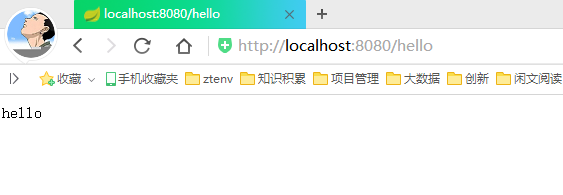 localhost:8080/hello
http://localhost:8080/hello
收藏 手机收藏夹 ztenv 知识积累 项目管理 大数据 创新 闲文阅读
hello